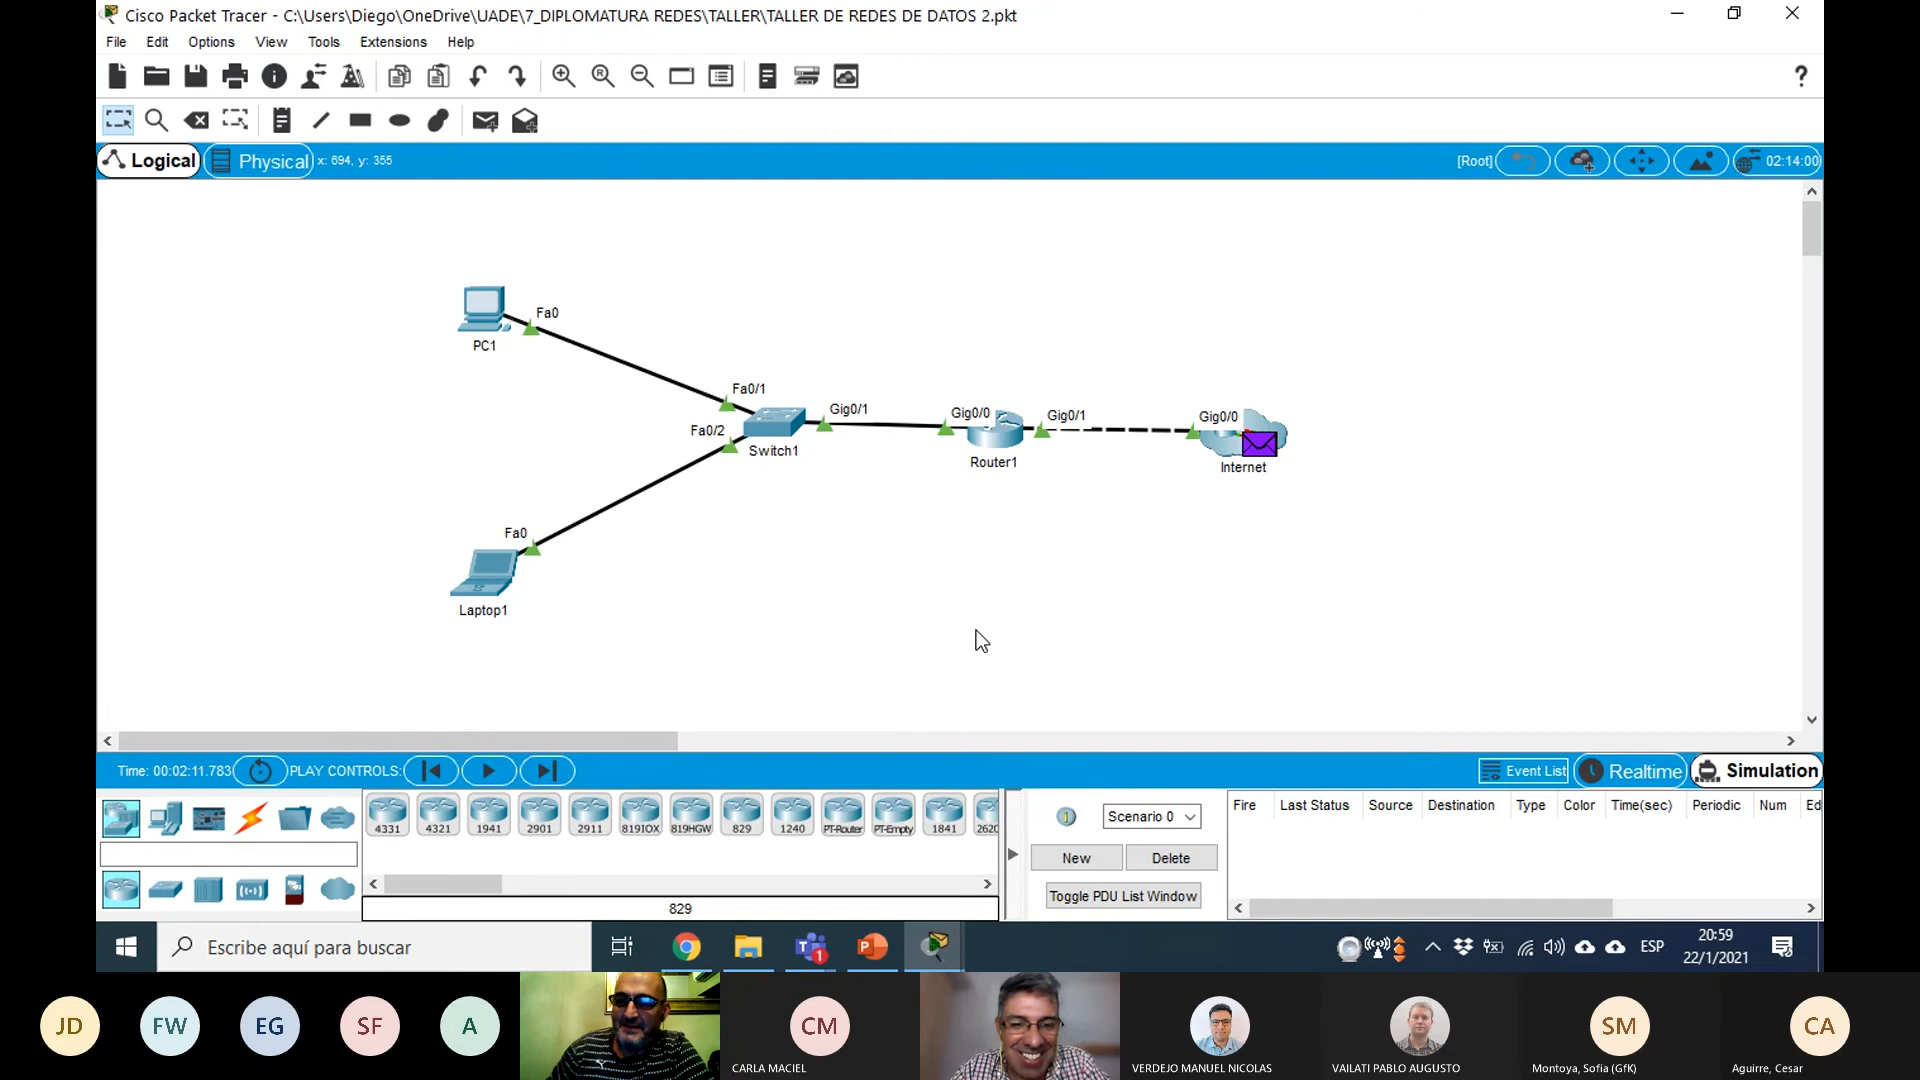 Cisco Packet Tracer - C:\Users\Diego\OneDrive\UADE\7_DIPLOMATURA REDES\TALLER\TALLER DE REDES DE DATOS 2.pkt
File Edit Options View Tools Extensions Help
Logical Physical x: 694, y: 355 [Root] 02:14:00
Fa0
PC1
Fa0/1
Fa0/2
Switch1
Gig0/1
Gig0/0
Router1
Gig0/1
Gig0/0
Internet
Fa0
Laptop1
Time: 00:02:11.783 PLAY CONTROLS: Event List Realtime Simulation
4331 4321 1941 2901 2911 819IOX 819HGW 829 1240 PT-Router PT-Empty 1841 2620
829
Scenario 0
New Delete
Toggle PDU List Window
Fire Last Status Source Destination Type Color Time(sec) Periodic Num Ed
Escribe aquí para buscar
1
ESP
20:59
22/1/2021
JD FW EG SF A CM SM CA
CARLA MACIEL
VERDEJO MANUEL NICOLAS
VAILATI PABLO AUGUSTO
Montoya, Sofia (GfK)
Aguirre, Cesar